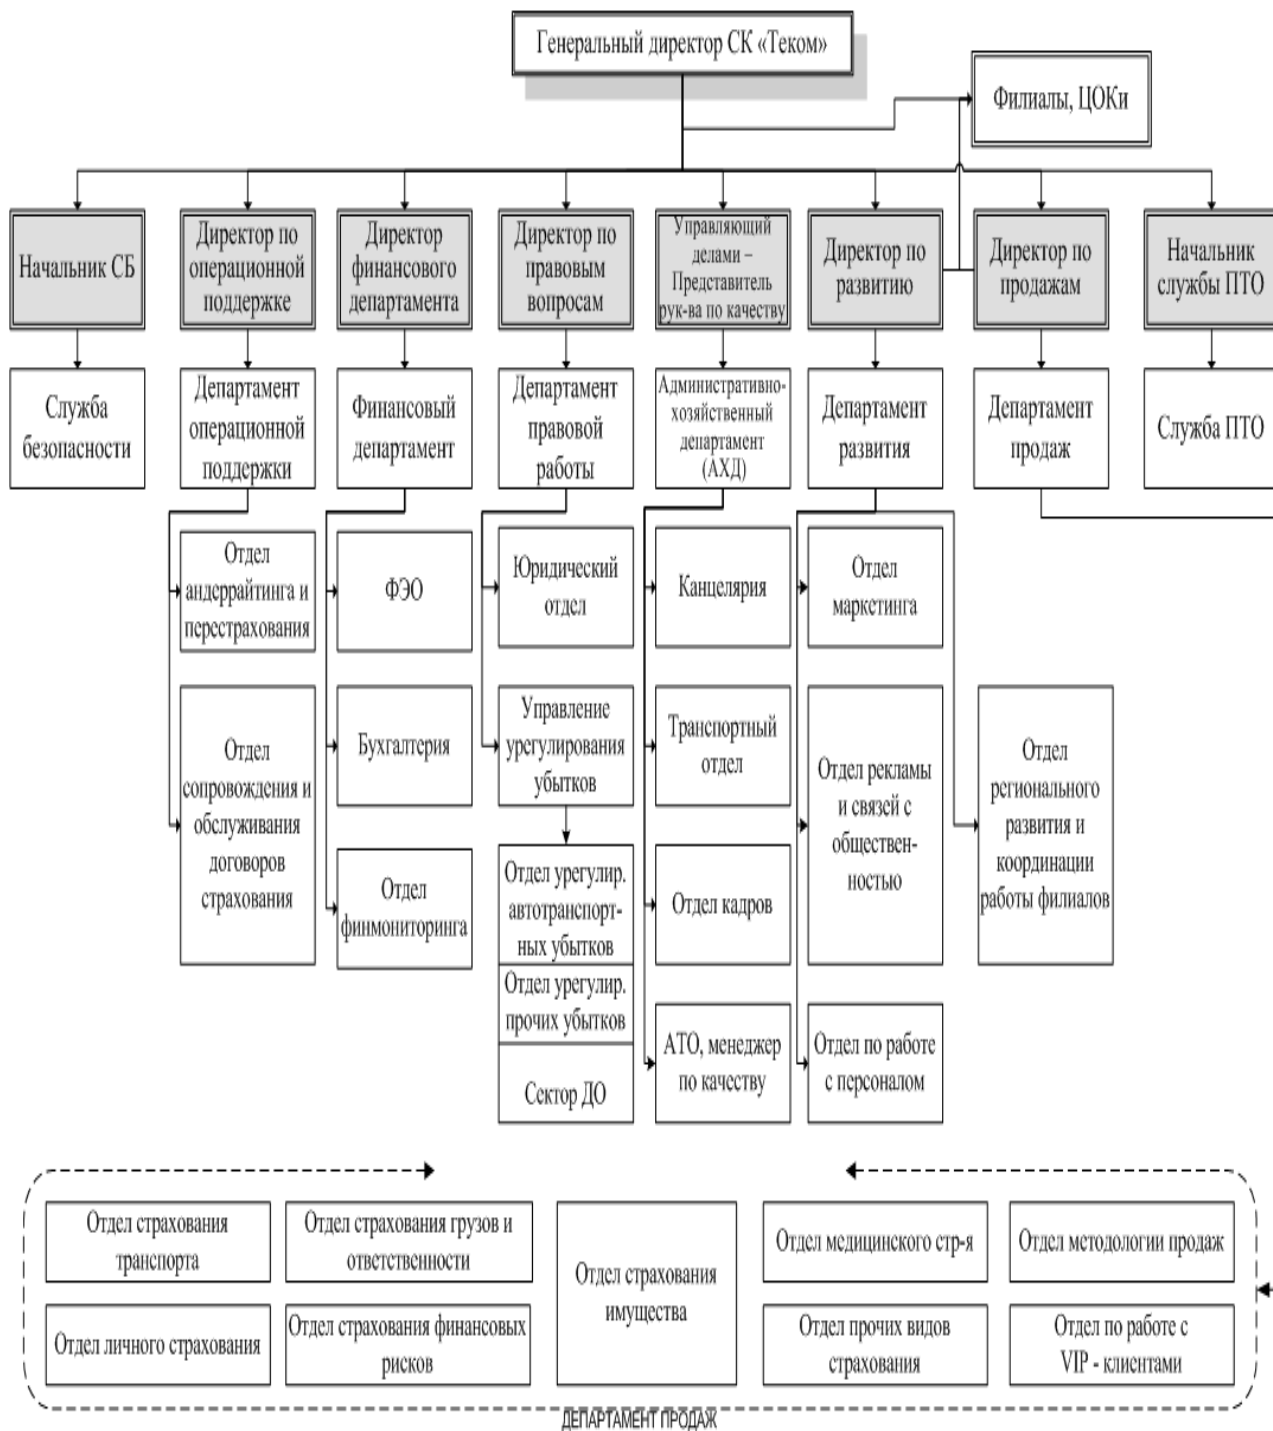 Генеральный директор СК «Теком»
Филиалы, ЦОКи
Начальник СБ
Директор по
операционной
поддержке
Директор
финансового
департамента
Директор по
правовым
вопросам
Управляющий
делами –
Представитель
рук-ва по качеству
Директор по
развитию
Директор по
продажам
Начальник
службы ПТО
Служба
безопасности
Департамент
операционной
поддержки
Финансовый
департамент
Департамент
правовой
работы
Административно-
хозяйственный
департамент
(АХД)
Департамент
развития
Департамент
продаж
Служба ПТО
Отдел
андеррайтинга и
перестрахования
ФЭО
Юридический
отдел
Канцелярия
Отдел
маркетинга
Отдел
сопровождения и
обслуживания
договоров
страхования
Бухгалтерия
Управление
урегулирования
убытков
Транспортный
отдел
Отдел рекламы
и связей с
обществен-
ностью
Отдел
регионального
развития и
координации
работы филиалов
Отдел
финмониторинга
Отдел урегулир.
автотранспорт-
ных убытков
Отдел урегулир.
прочих убытков
Сектор ДО
Отдел кадров
АТО, менеджер
по качеству
Отдел по работе
с персоналом
Отдел страхования
транспорта
Отдел страхования грузов и
ответственности
Отдел страхования
имущества
Отдел медицинского стр-я
Отдел методологии продаж
Отдел личного страхования
Отдел страхования финансовых
рисков
Отдел прочих видов
страхования
Отдел по работе с
VIP - клиентами
ДЕПАРТАМЕНТ ПРОДАЖ